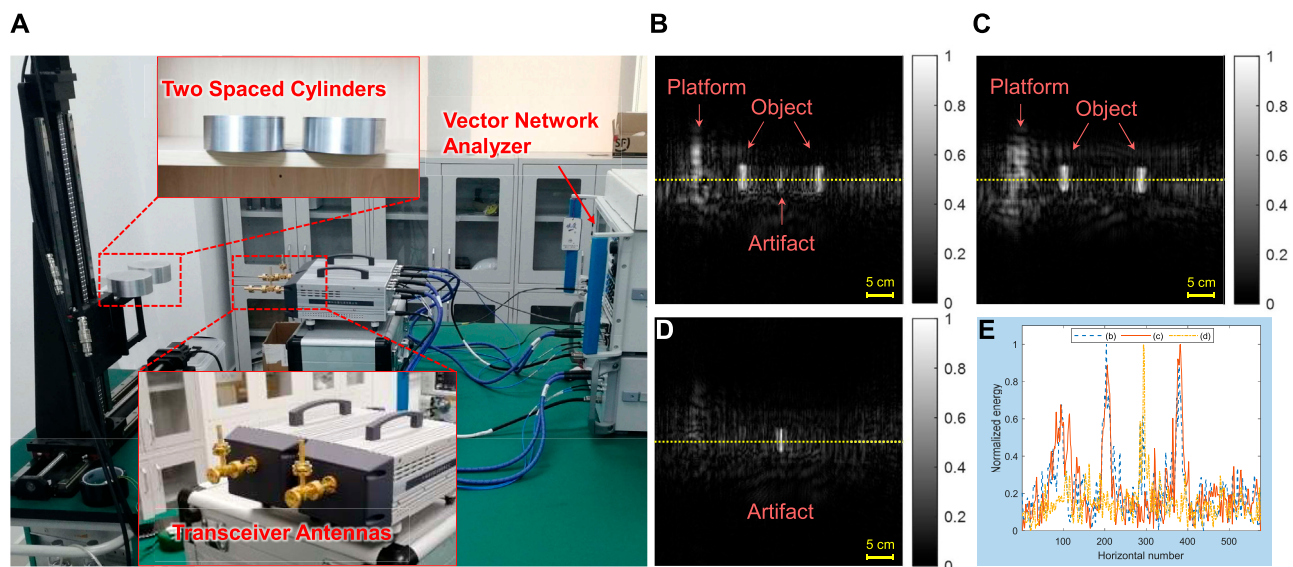 A
Two Spaced Cylinders
Vector Network
Analyzer
SF
Transceiver Antennas
B
Platform
Object
Artifact
5 cm
1
0.8
0.6
0.4
0.2
0
C
Platform
Object
5 cm
1
0.8
0.6
0.4
0.2
0
D
Artifact
5 cm
1
0.8
0.6
0.4
0.2
0
E
(b) (c) (d)
Normalized energy
1
0.8
0.6
0.4
0.2
0
100 200 300 400 500
Horizontal number